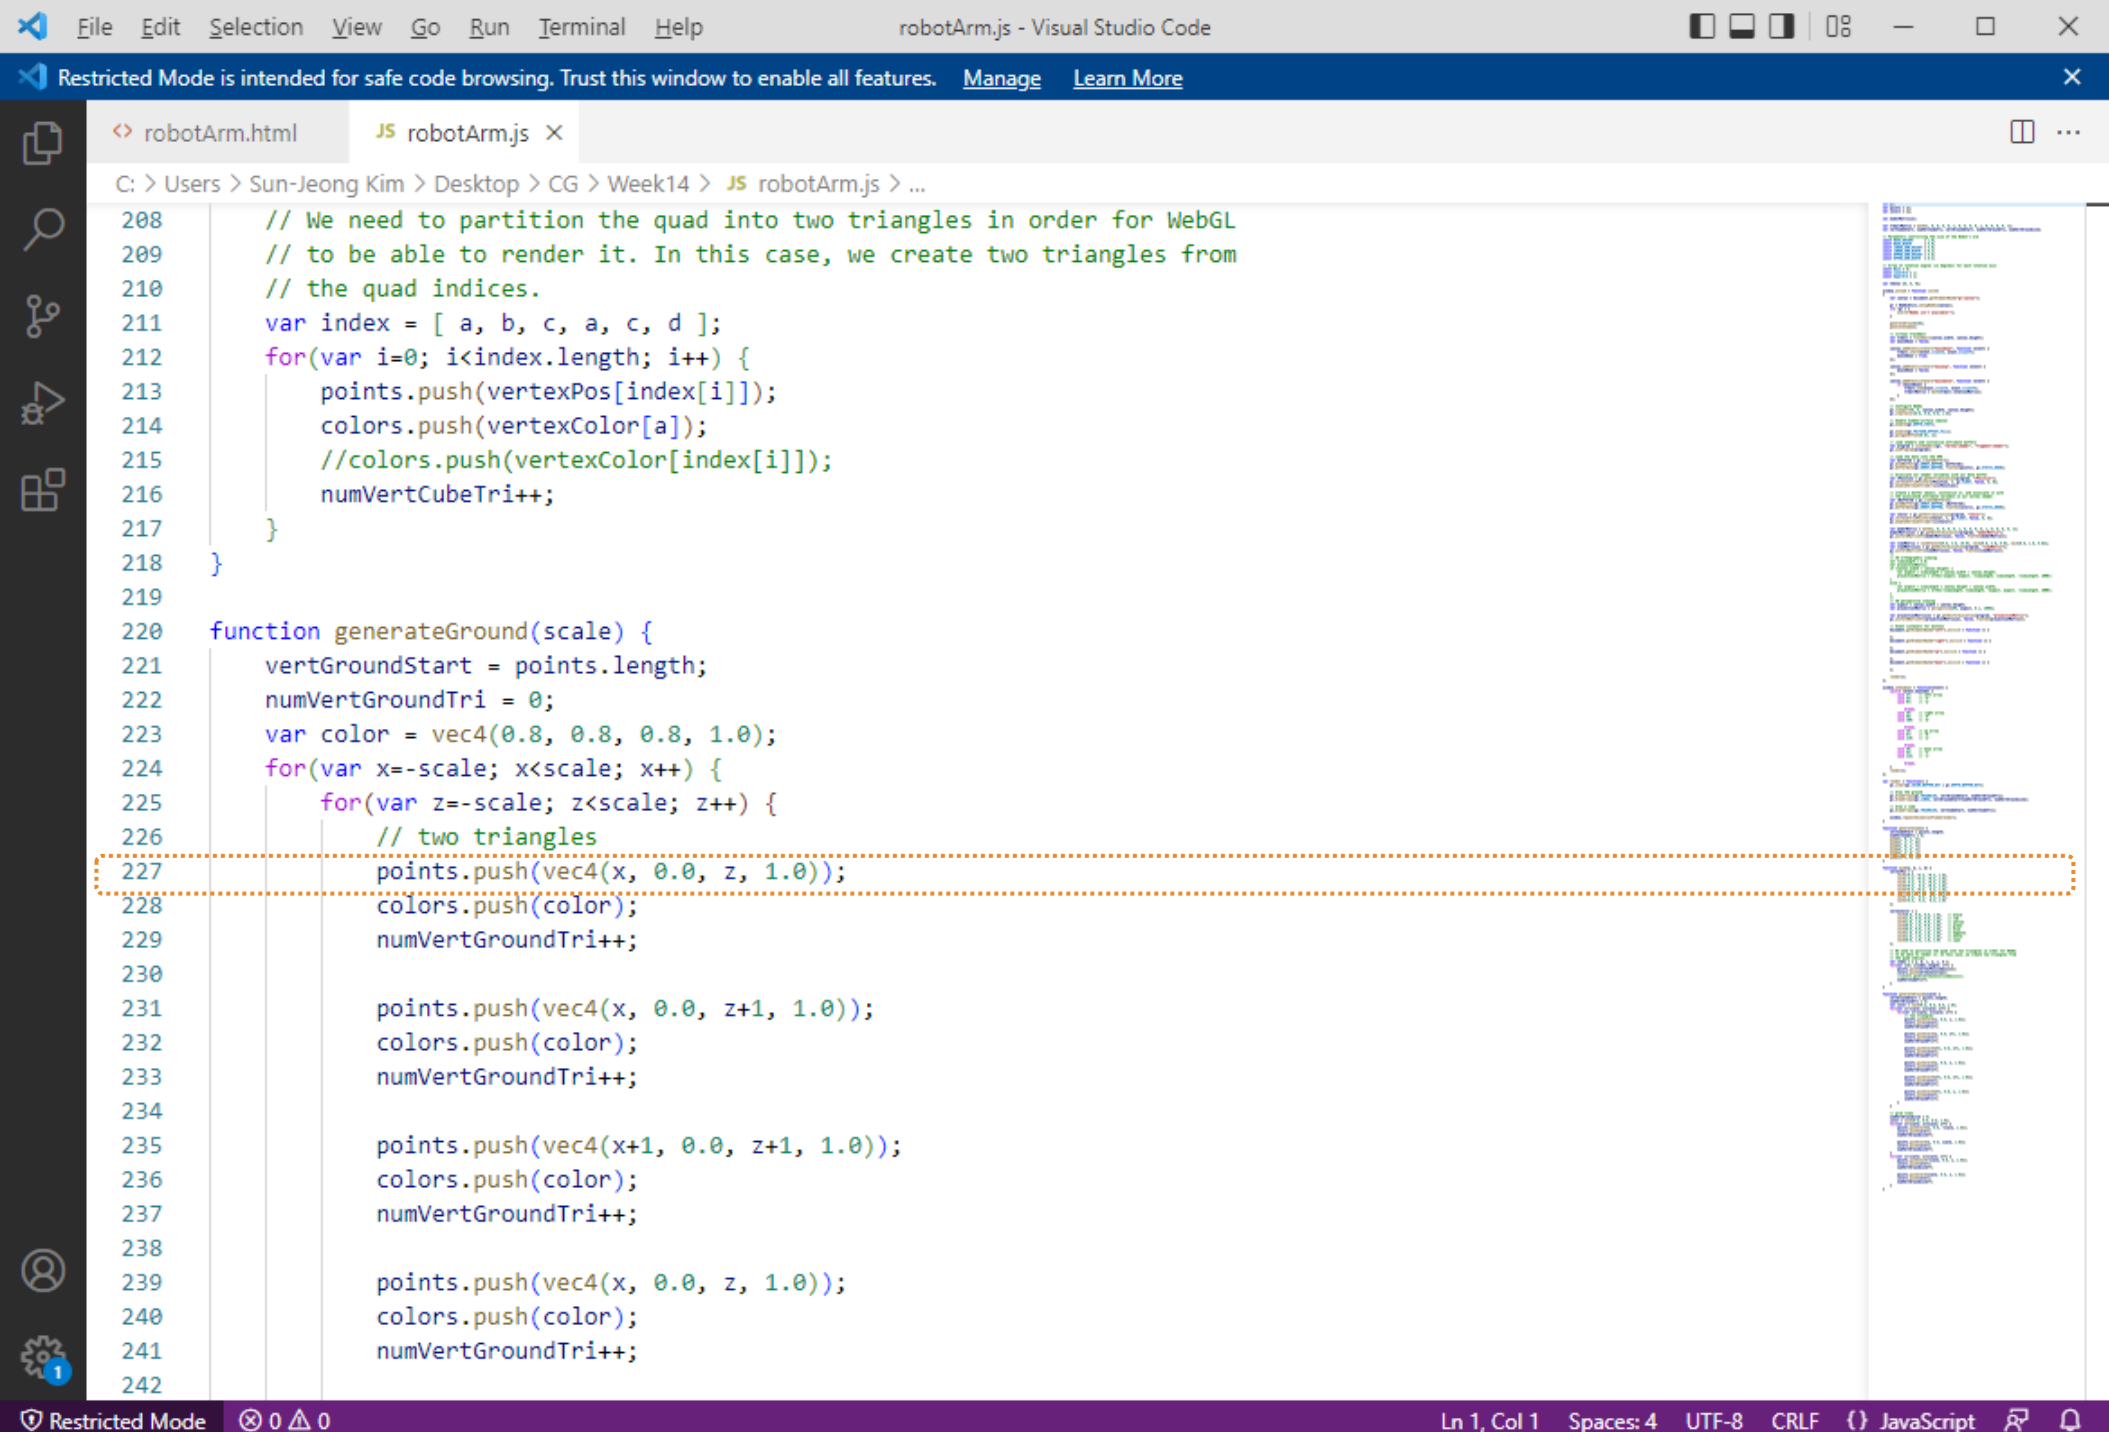 File Edit Selection View Go Run Terminal Help robotArm.js - Visual Studio Code
Restricted Mode is intended for safe code browsing. Trust this window to enable all features. Manage Learn More
robotArm.html JS robotArm.js
C: > Users > Sun-Jeong Kim > Desktop > CG > Week14 > JS robotArm.js > ...
208 // We need to partition the quad into two triangles in order for WebGL
209 // to be able to render it. In this case, we create two triangles from
210 // the quad indices.
211 var index = [ a, b, c, a, c, d ];
212 for(var i=0; i<index.length; i++) {
213 points.push(vertexPos[index[i]]);
214 colors.push(vertexColor[a]);
215 //colors.push(vertexColor[index[i]]);
216 numVertCubeTri++;
217 }
218 }
219
220 function generateGround(scale) {
221 vertGroundStart = points.length;
222 numVertGroundTri = 0;
223 var color = vec4(0.8, 0.8, 0.8, 1.0);
224 for(var x=-scale; x<scale; x++) {
225 for(var z=-scale; z<scale; z++) {
226 // two triangles
227 points.push(vec4(x, 0.0, z, 1.0));
228 colors.push(color);
229 numVertGroundTri++;
230
231 points.push(vec4(x, 0.0, z+1, 1.0));
232 colors.push(color);
233 numVertGroundTri++;
234
235 points.push(vec4(x+1, 0.0, z+1, 1.0));
236 colors.push(color);
237 numVertGroundTri++;
238
239 points.push(vec4(x, 0.0, z, 1.0));
240 colors.push(color);
241 numVertGroundTri++;
242
1
Restricted Mode 0 0 Ln 1, Col 1 Spaces: 4 UTF-8 CRLF {} JavaScript